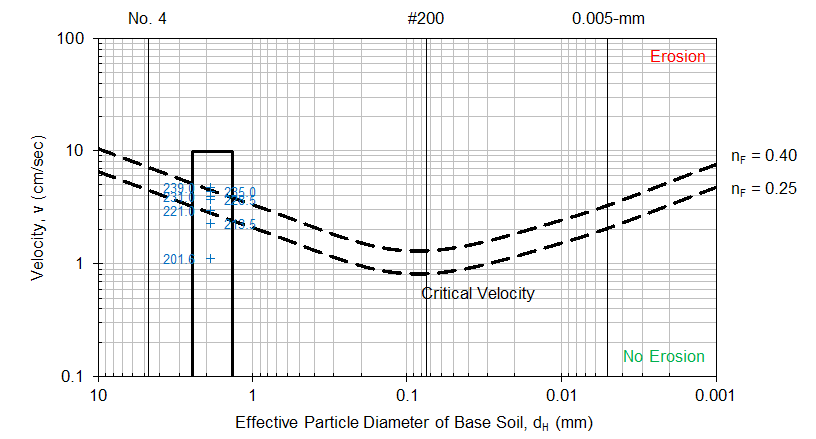 No. 4 #200 0.005-mm
100
Erosion
10
nF = 0.40
nF = 0.25
239.0 235.0
221.0
201.6
1
Critical Velocity
No Erosion
0.1
10 1 0.1 0.01 0.001
Velocity, v (cm/sec)
Effective Particle Diameter of Base Soil, dH (mm)